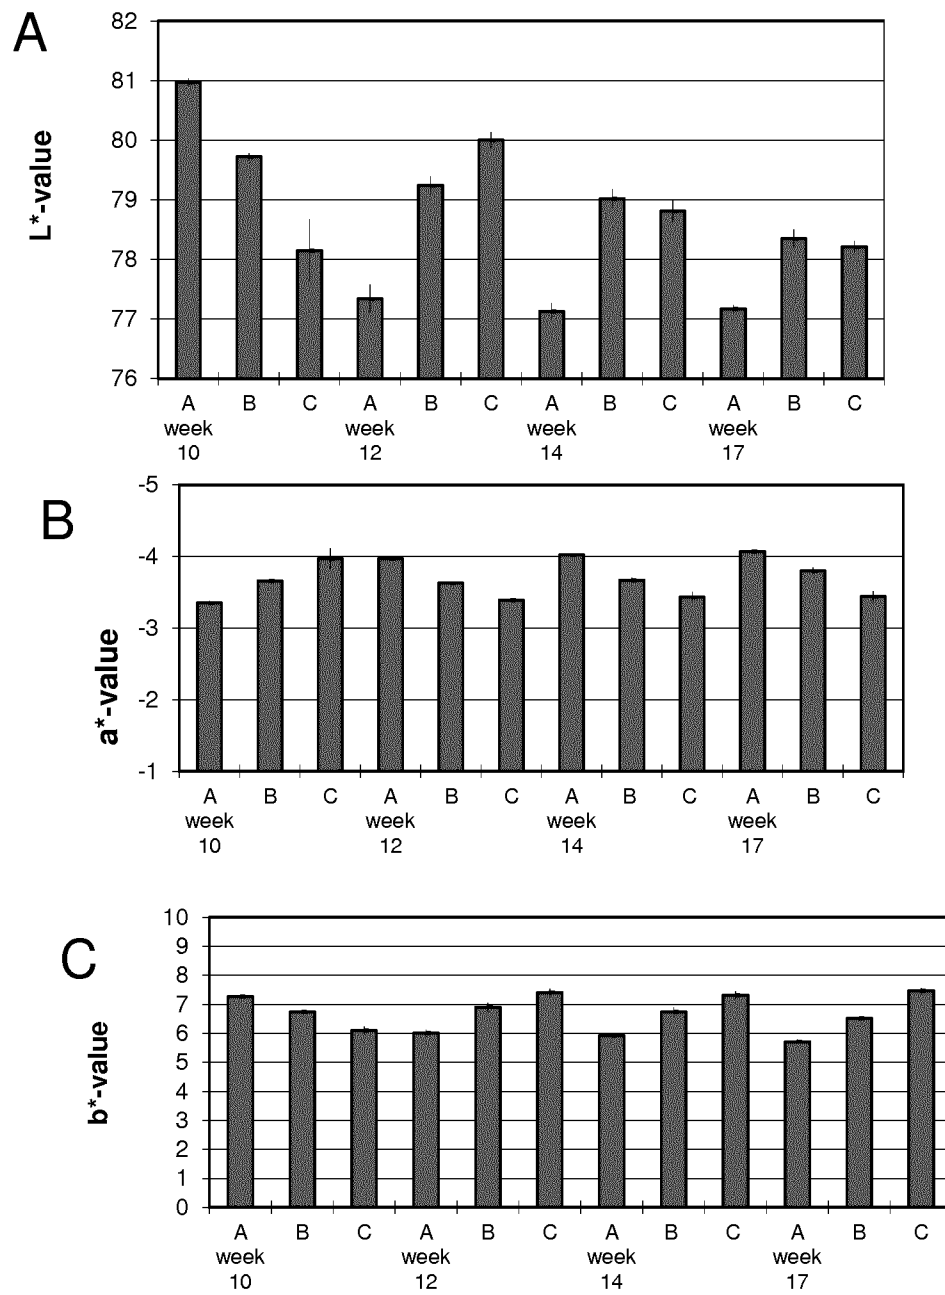 A
L*-value
82
81
80
79
78
77
76
A B C A B C A B C A B C
week week week week
10 12 14 17
B
a*-value
-5
-4
-3
-2
-1
A B C A B C A B C A B C
week week week week
10 12 14 17
C
b*-value
10
9
8
7
6
5
4
3
2
1
0
A B C A B C A B C A B C
week week week week
10 12 14 17